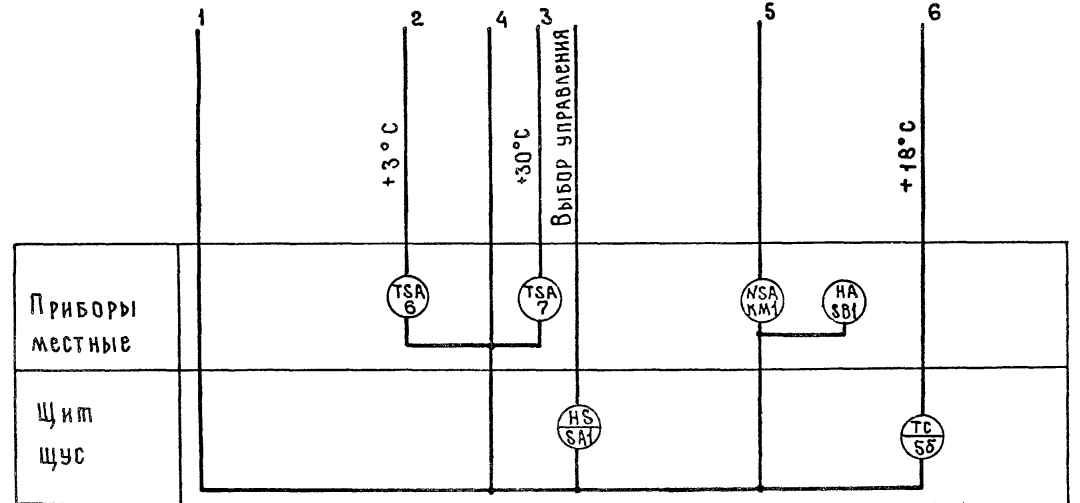 1
2
4
3
5
6
+3°C
+30°C
Выбор управления
+18°C
Приборы
местные
TSA
6
TSA
7
NSA
KM1
HA
SB1
Щит
ЩУС
HS
SA1
TC
5б